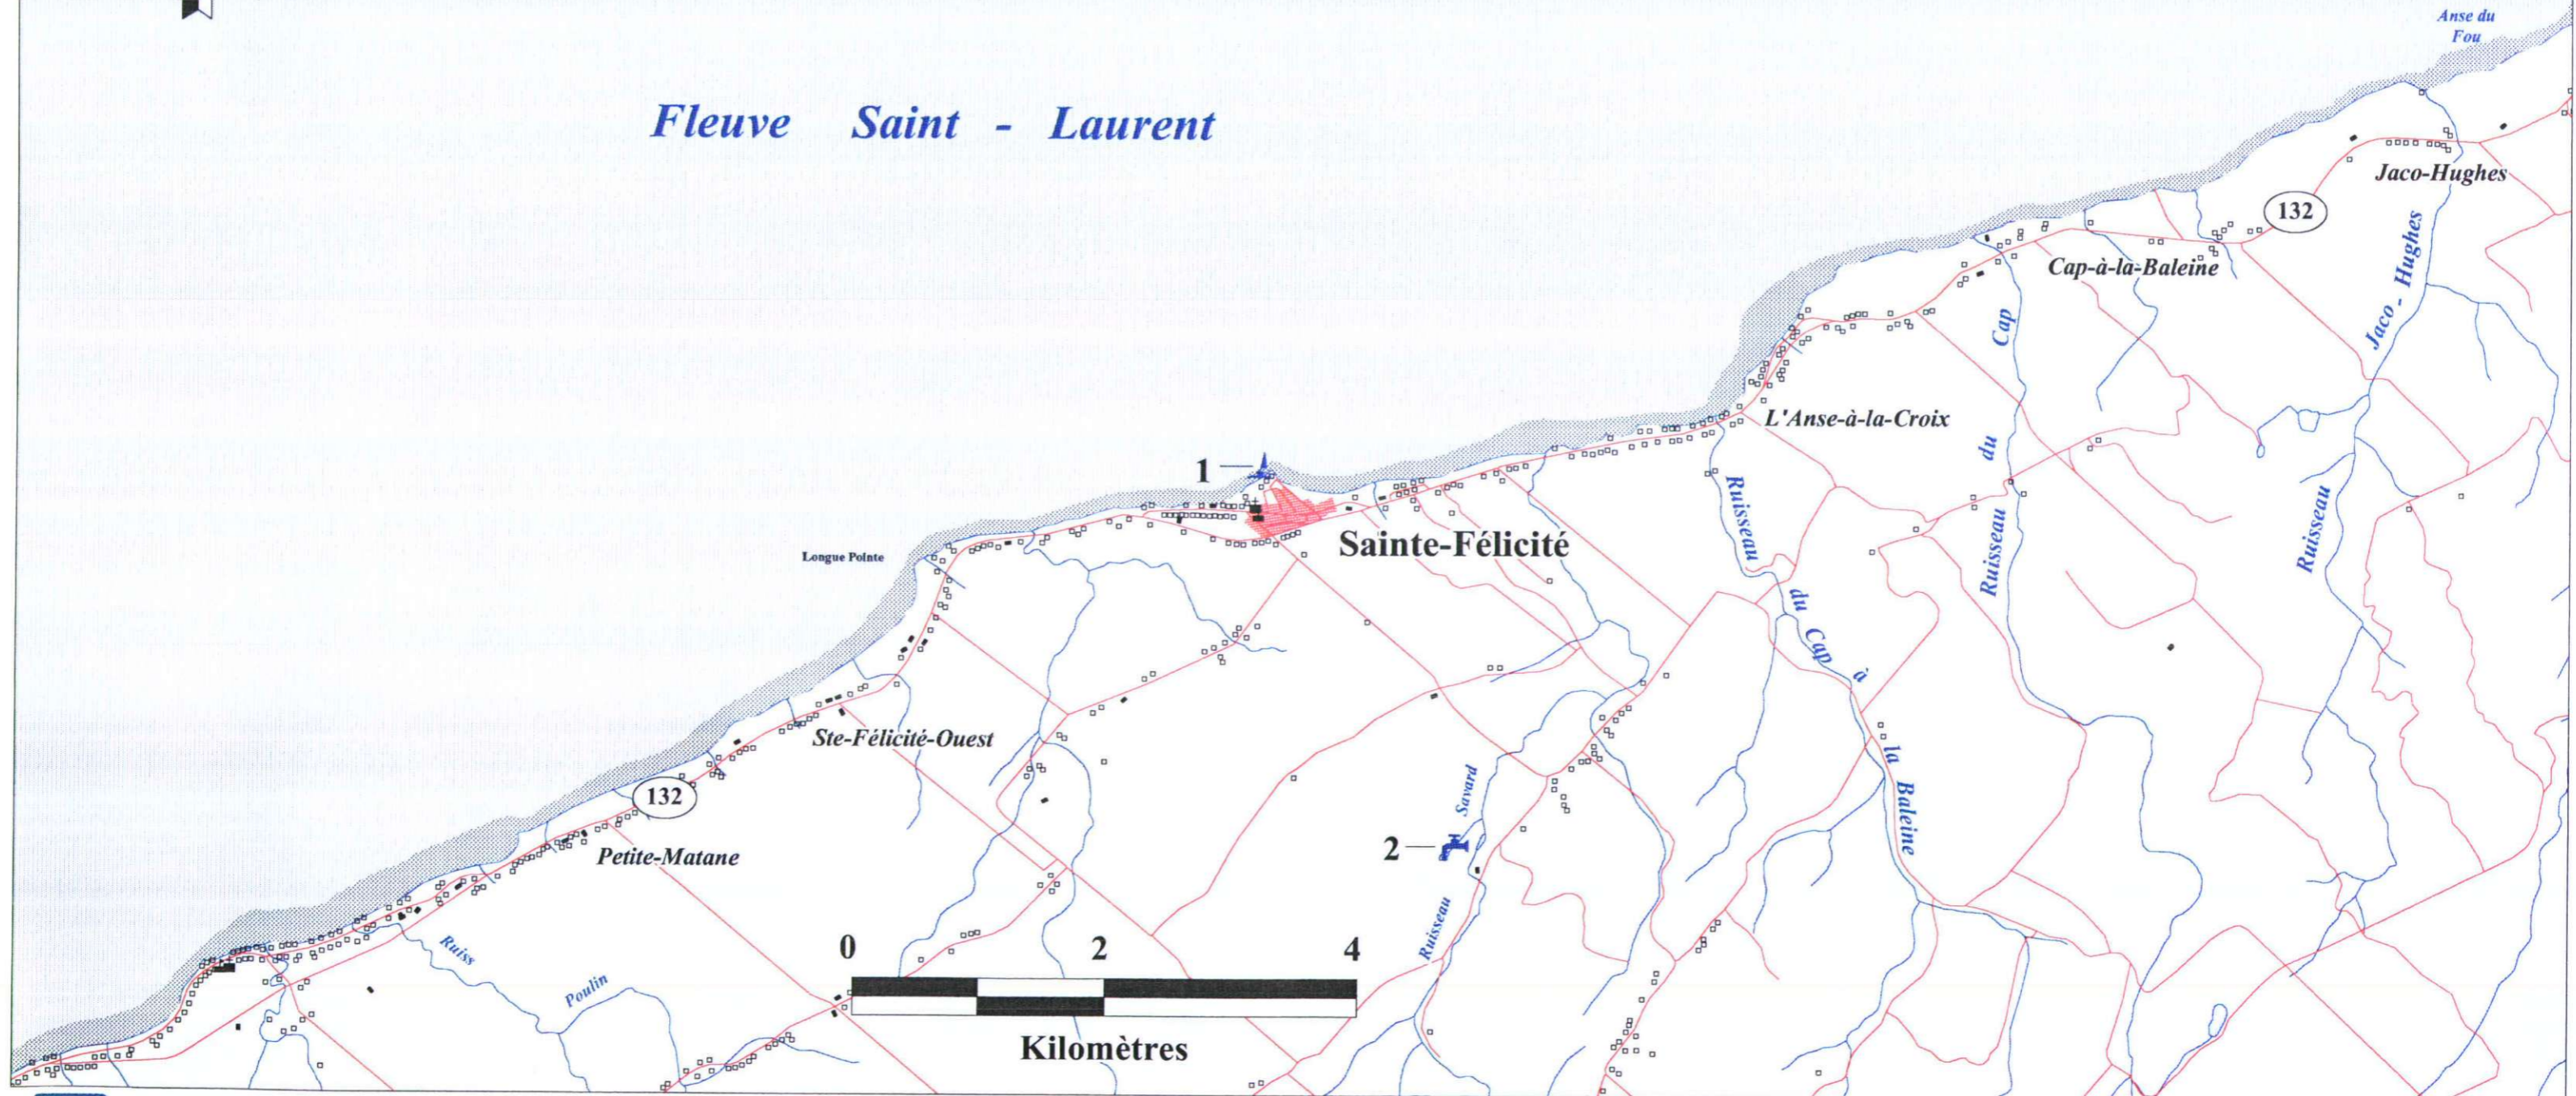 Anse du
Fou
Fleuve Saint - Laurent
Jaco-Hughes
132
Cap-à-la-Baleine
Jaco - Hughes
Ruisseau
Ruisseau du Cap
L'Anse-à-la-Croix
1
Sainte-Félicité
Longue Pointe
Ruisseau du Cap à la Baleine
Ste-Félicité-Ouest
132
Petite-Matane
2
Ruisseau Savard
Ruiss Poulin
0 2 4
Kilomètres